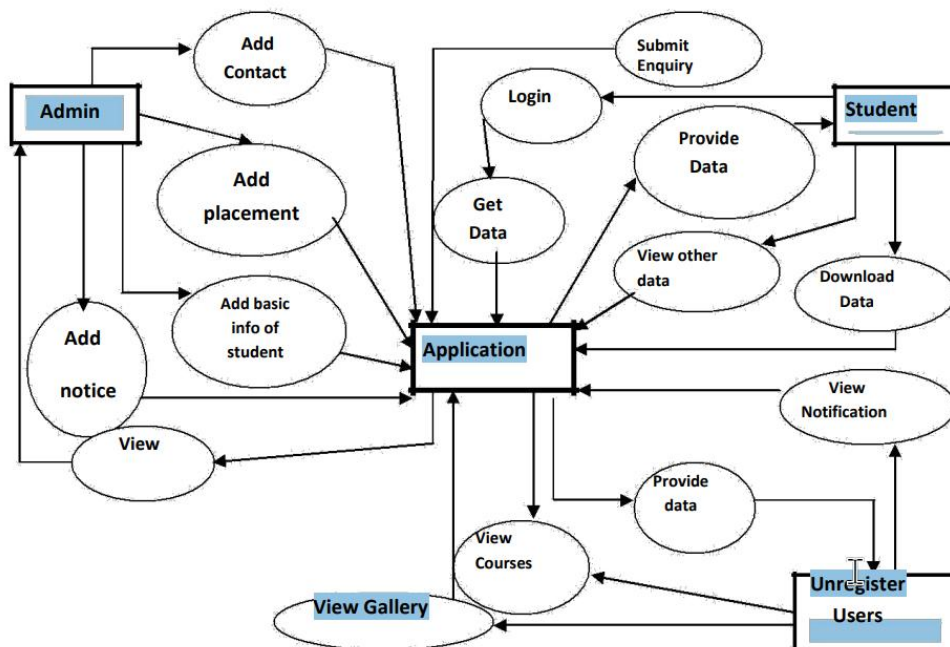 Add
Contact
Submit
Enquiry
Admin
Login
Student
Provide
Data
Add
placement
Get
Data
View other
data
Download
Data
Add basic
info of
student
Add
notice
Application
View
View
Notification
Provide
data
View
Courses
View Gallery
Unregister
Users